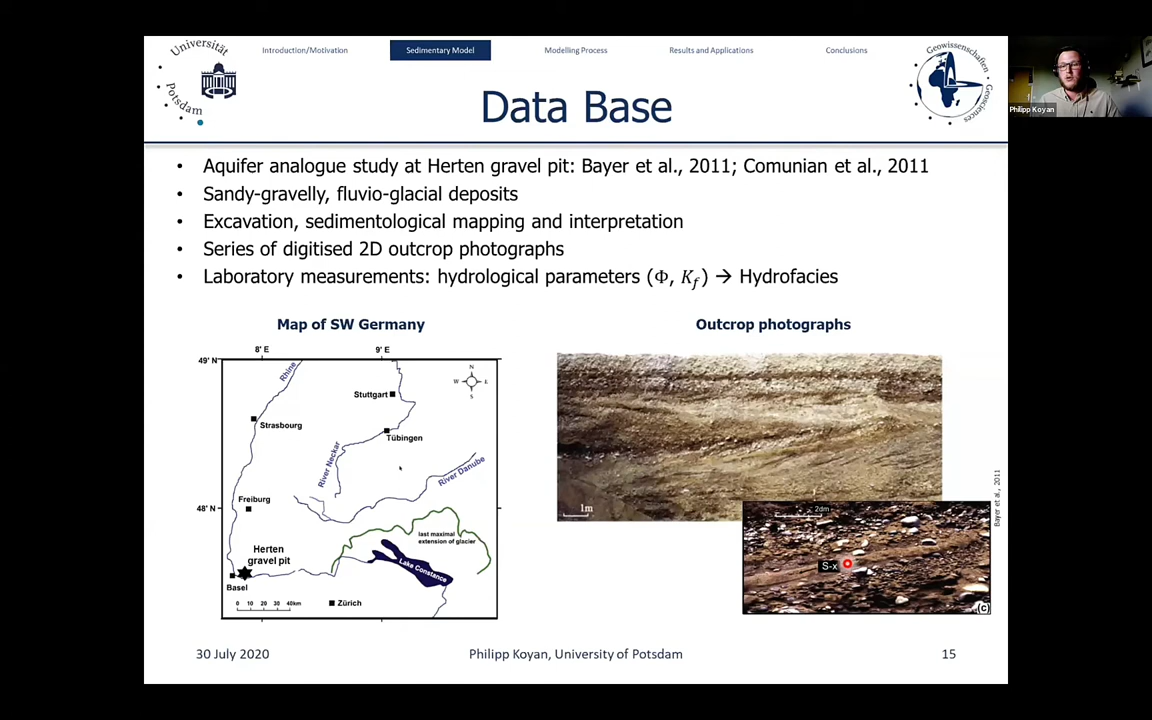 Introduction/Motivation
Sedimentary Model
Modelling Process
Results and Applications
Conclusions
Universität
Potsdam
Geowissenschaften
Geosciences
Philipp Koyan
Data Base
• Aquifer analogue study at Herten gravel pit: Bayer et al., 2011; Comunian et al., 2011
• Sandy-gravelly, fluvio-glacial deposits
• Excavation, sedimentological mapping and interpretation
• Series of digitised 2D outcrop photographs
• Laboratory measurements: hydrological parameters (Φ, K_f) → Hydrofacies
Map of SW Germany
8' E
9' E
49' N
Rhine
N
W
E
S
Stuttgart
Strasbourg
Tübingen
River Neckar
River Danube
Freiburg
48' N
last maximal
extension of glacier
Herten
gravel pit
Lake Constance
Basel
0 10 20 30 40km
Zürich
Outcrop photographs
1m
2dm
S-x
(c)
Bayer et al., 2011
30 July 2020
Philipp Koyan, University of Potsdam
15